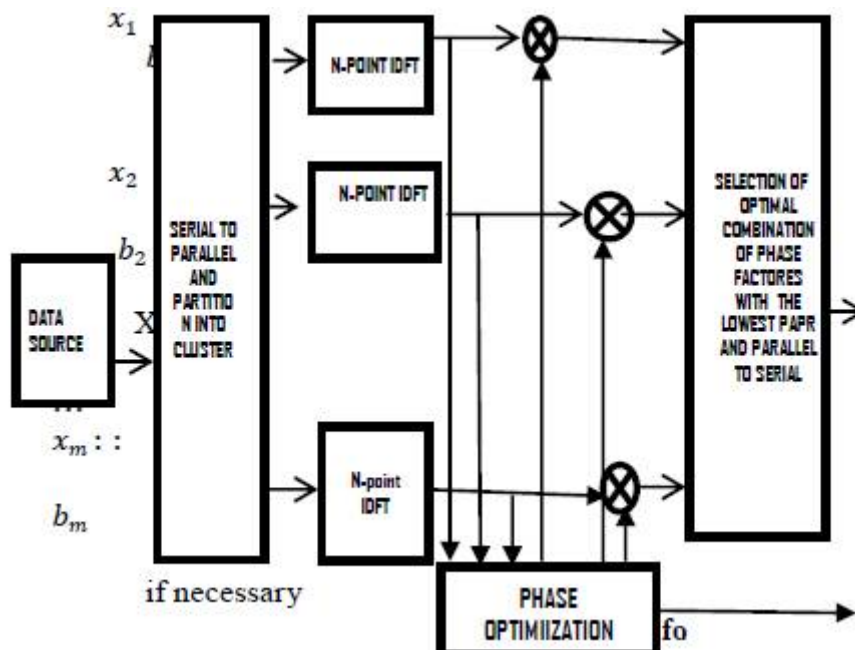 x₁
b
x₂
b₂
X
DATA
SOURCE
...
xₘ : :
bₘ
if necessary
SERIAL TO
PARALLEL
AND
PARTITIO
N INTO
CLUSTER
N-POINT IDFT
N-POINT IDFT
N-point
IDFT
PHASE
OPTIMIIZATION
fo
SELECTION OF
OPTIMAL
COMBINATION
OF PHASE
FACTORES
WITH THE
LOWEST PAPR
AND PARALLEL
TO SERIAL